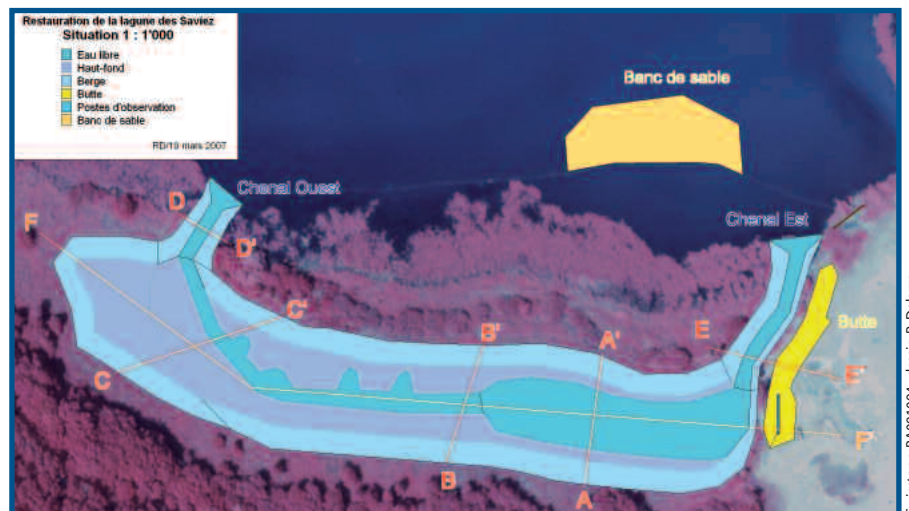 Restauration de la lagune des Saviez
Situation 1 : 1'000
Eau libre
Haut-fond
Berge
Butte
Postes d'observation
Banc de sable
RD/19 mars 2007
Banc de sable
Chenal Ouest
Chenal Est
D
F
D'
C'
B'
A'
E
Butte
E'
C
F'
B
A